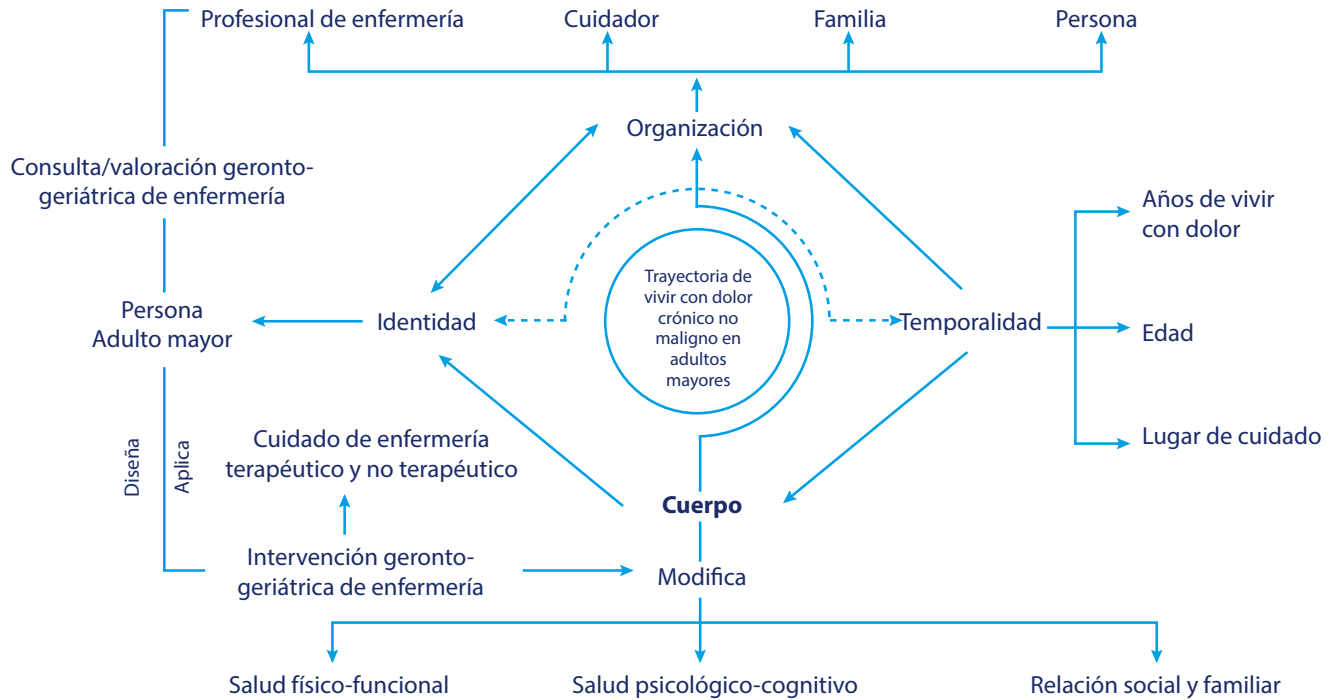 Profesional de enfermería
Cuidador
Familia
Persona
Organización
Consulta/valoración geronto-
geriátrica de enfermería
Años de vivir
con dolor
Trayectoria de
vivir con dolor
crónico no
maligno en
adultos
mayores
Persona
Adulto mayor
Identidad
Temporalidad
Edad
Diseña
Aplica
Cuidado de enfermería
terapéutico y no terapéutico
Lugar de cuidado
Cuerpo
Intervención geronto-
geriátrica de enfermería
Modifica
Salud físico-funcional
Salud psicológico-cognitivo
Relación social y familiar